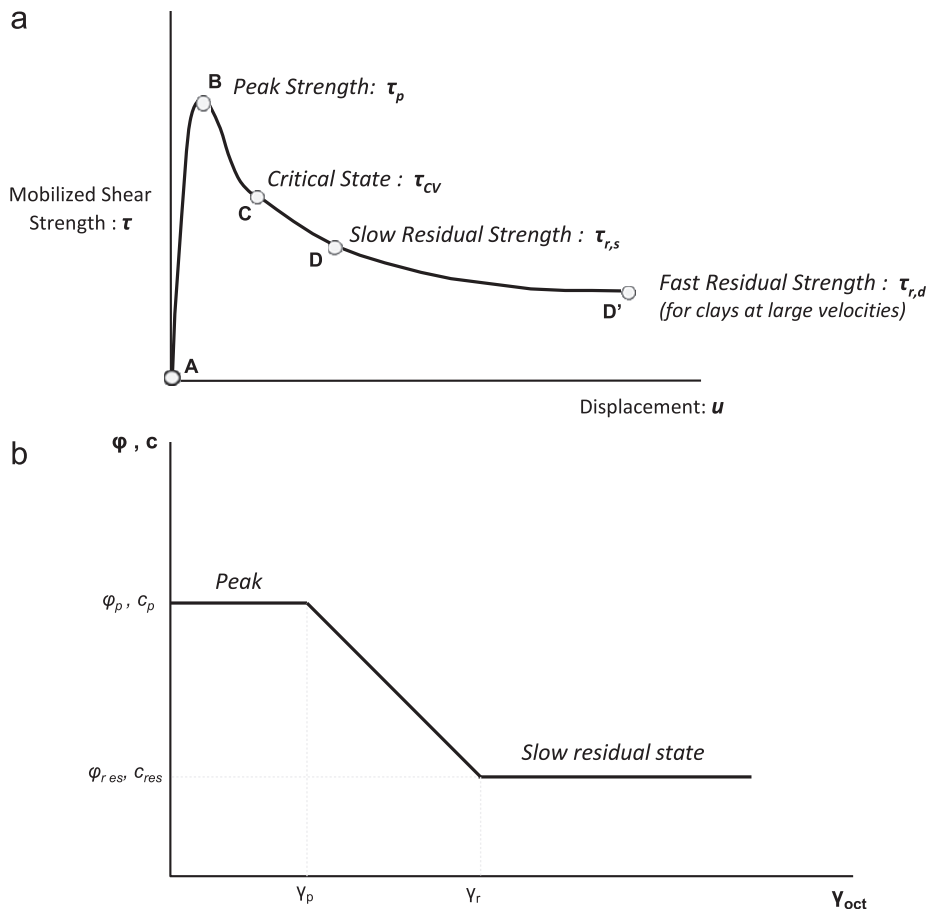 a
B Peak Strength: τp
Critical State : τCV
Mobilized Shear
Strength : τ
C
Slow Residual Strength : τr,s
D
Fast Residual Strength : τr,d
(for clays at large velocities)
D’
A
Displacement: u
b
φ , c
Peak
φp , cp
Slow residual state
φr es, cres
γp
γr
γoct